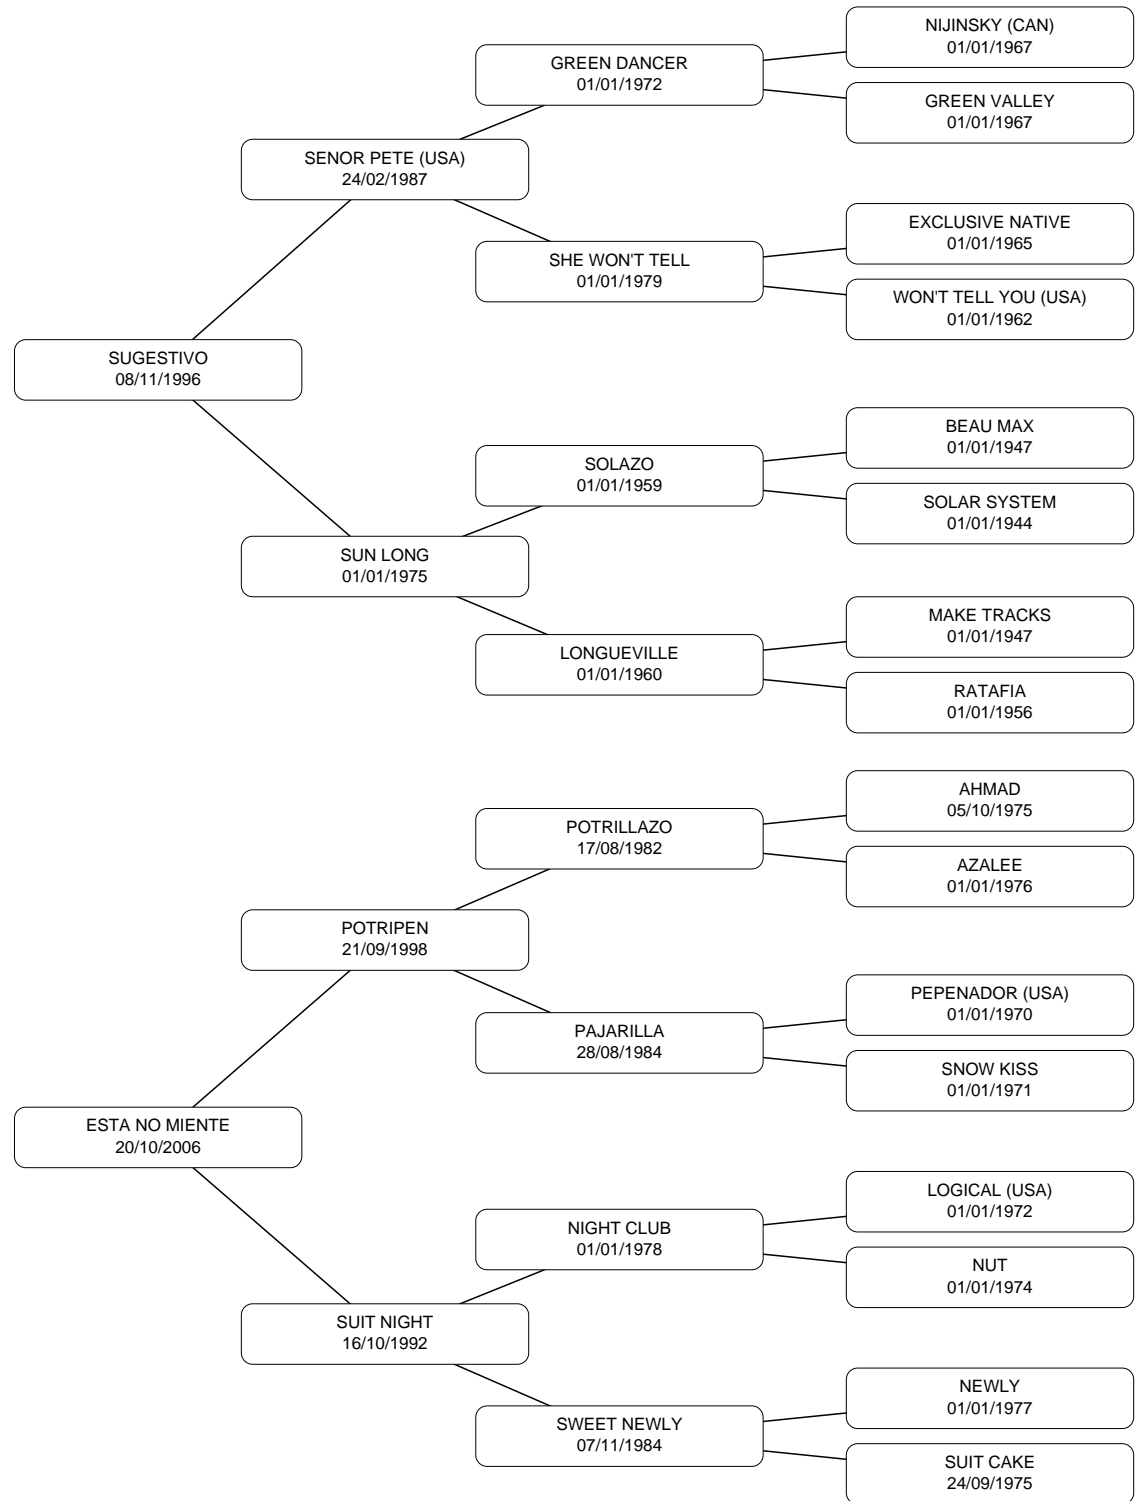 NIJINSKY (CAN)
01/01/1967
GREEN DANCER
01/01/1972
GREEN VALLEY
01/01/1967
SENOR PETE (USA)
24/02/1987
EXCLUSIVE NATIVE
01/01/1965
SHE WON'T TELL
01/01/1979
WON'T TELL YOU (USA)
01/01/1962
SUGESTIVO
08/11/1996
BEAU MAX
01/01/1947
SOLAZO
01/01/1959
SOLAR SYSTEM
01/01/1944
SUN LONG
01/01/1975
MAKE TRACKS
01/01/1947
LONGUEVILLE
01/01/1960
RATAFIA
01/01/1956
AHMAD
05/10/1975
POTRILLAZO
17/08/1982
AZALEE
01/01/1976
POTRIPEN
21/09/1998
PEPENADOR (USA)
01/01/1970
PAJARILLA
28/08/1984
SNOW KISS
01/01/1971
ESTA NO MIENTE
20/10/2006
LOGICAL (USA)
01/01/1972
NIGHT CLUB
01/01/1978
NUT
01/01/1974
SUIT NIGHT
16/10/1992
NEWLY
01/01/1977
SWEET NEWLY
07/11/1984
SUIT CAKE
24/09/1975